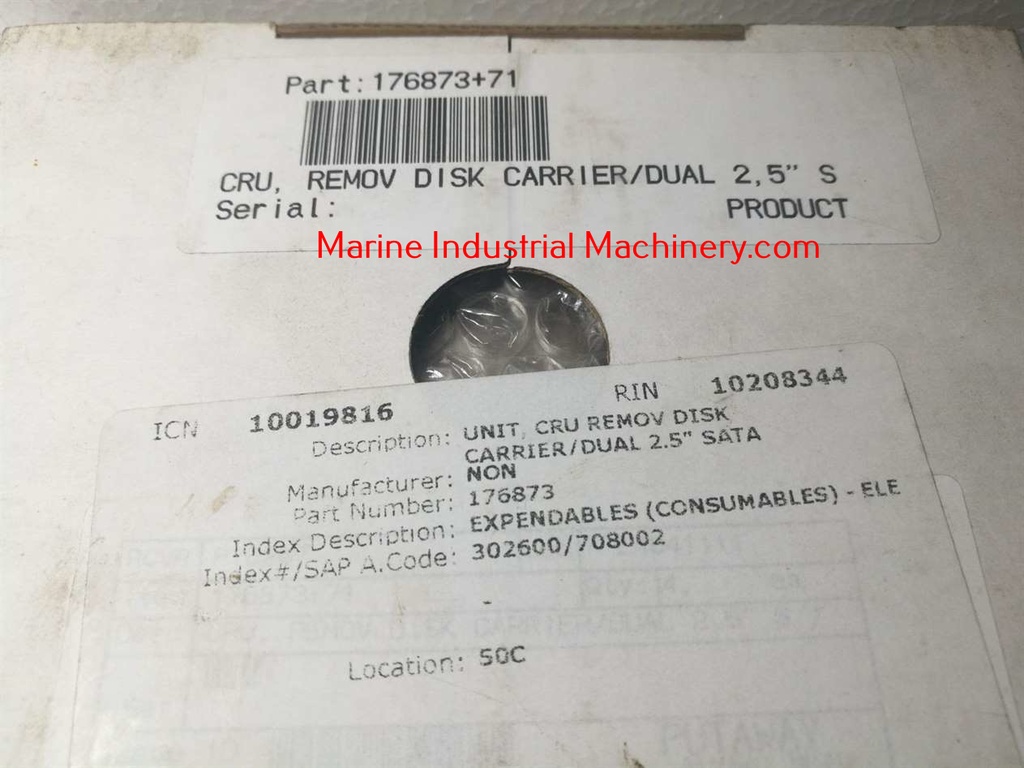 Part:176873+71
CRU, REMOV DISK CARRIER/DUAL 2,5" S
Serial: PRODUCT
Marine Industrial Machinery.com
ICN 10019816 RIN 10208344
Description: UNIT, CRU REMOV DISK
CARRIER/DUAL 2.5" SATA
Manufacturer: NON
Part Number: 176873
Index Description: EXPENDABLES (CONSUMABLES) - ELE
Index#/SAP A.Code: 302600/708002
-
Location: 50C
PUTAWAY